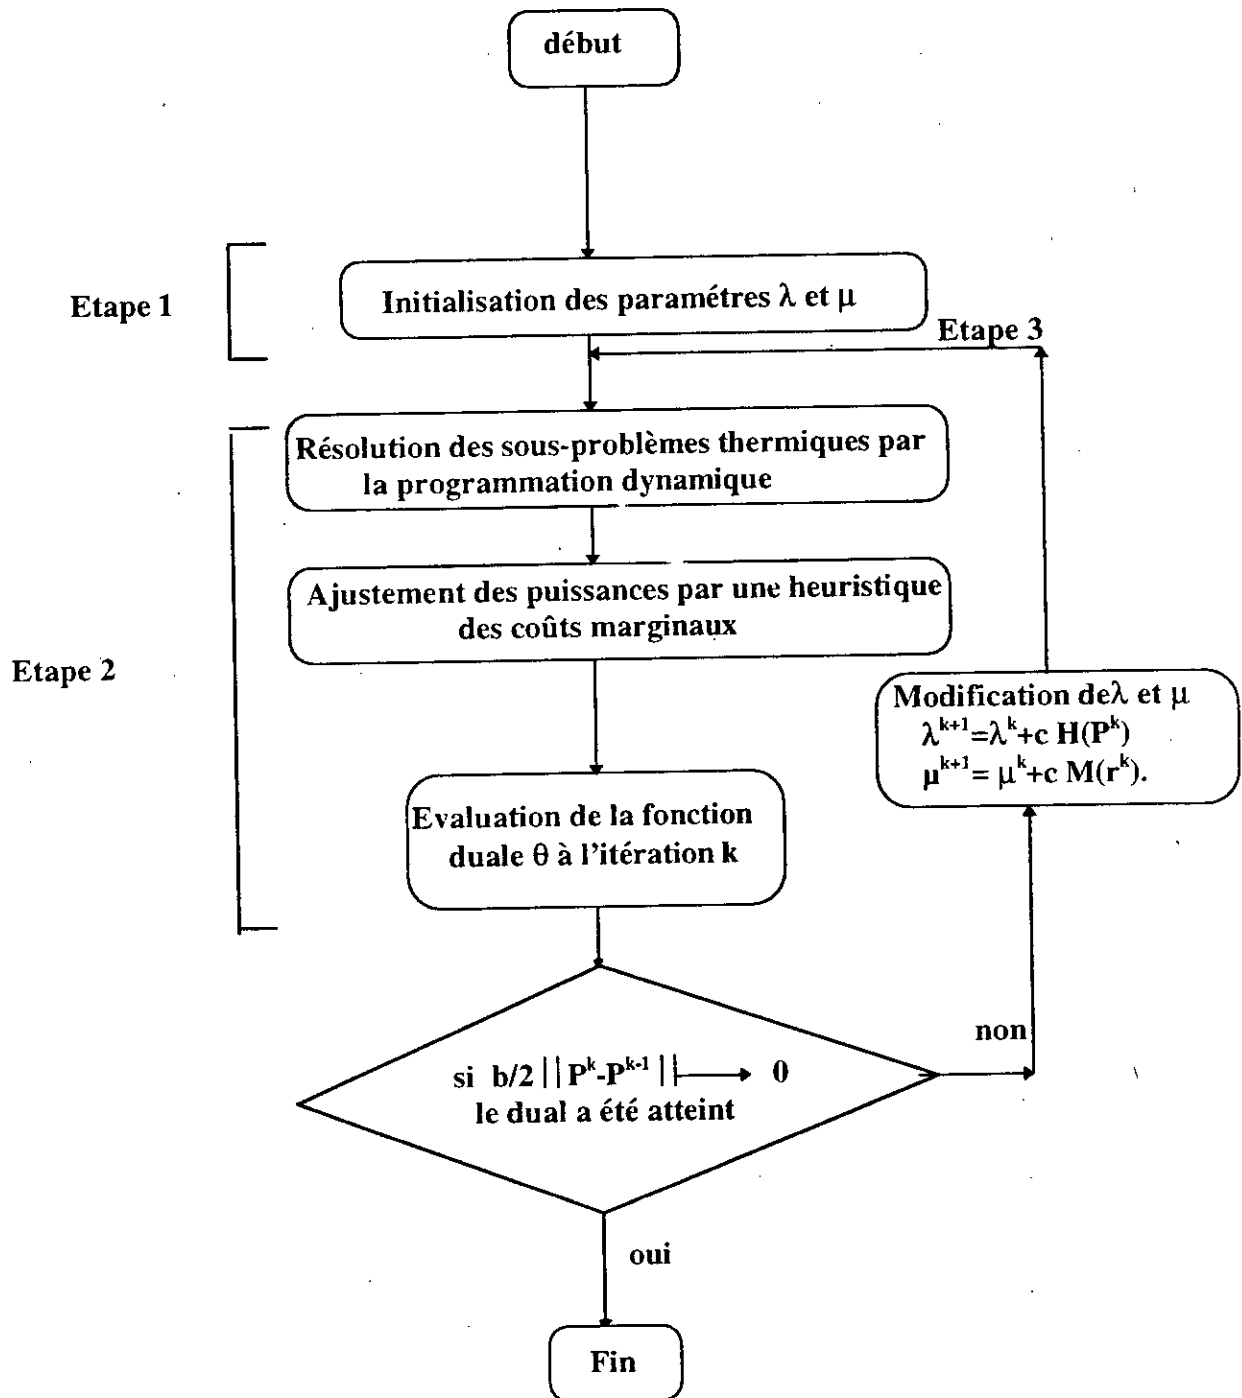 début
Etape 1
Initialisation des paramétres λ et μ
Etape 3
Résolution des sous-problèmes thermiques par
la programmation dynamique
Ajustement des puissances par une heuristique
des coûts marginaux
Etape 2
Modification deλ et μ
λ^{k+1}=λ^k+c H(P^k)
μ^{k+1}= μ^k+c M(r^k).
Evaluation de la fonction
duale θ à l'itération k
non
si b/2 ||P^k-P^{k-1}|| → 0
le dual a été atteint
oui
Fin